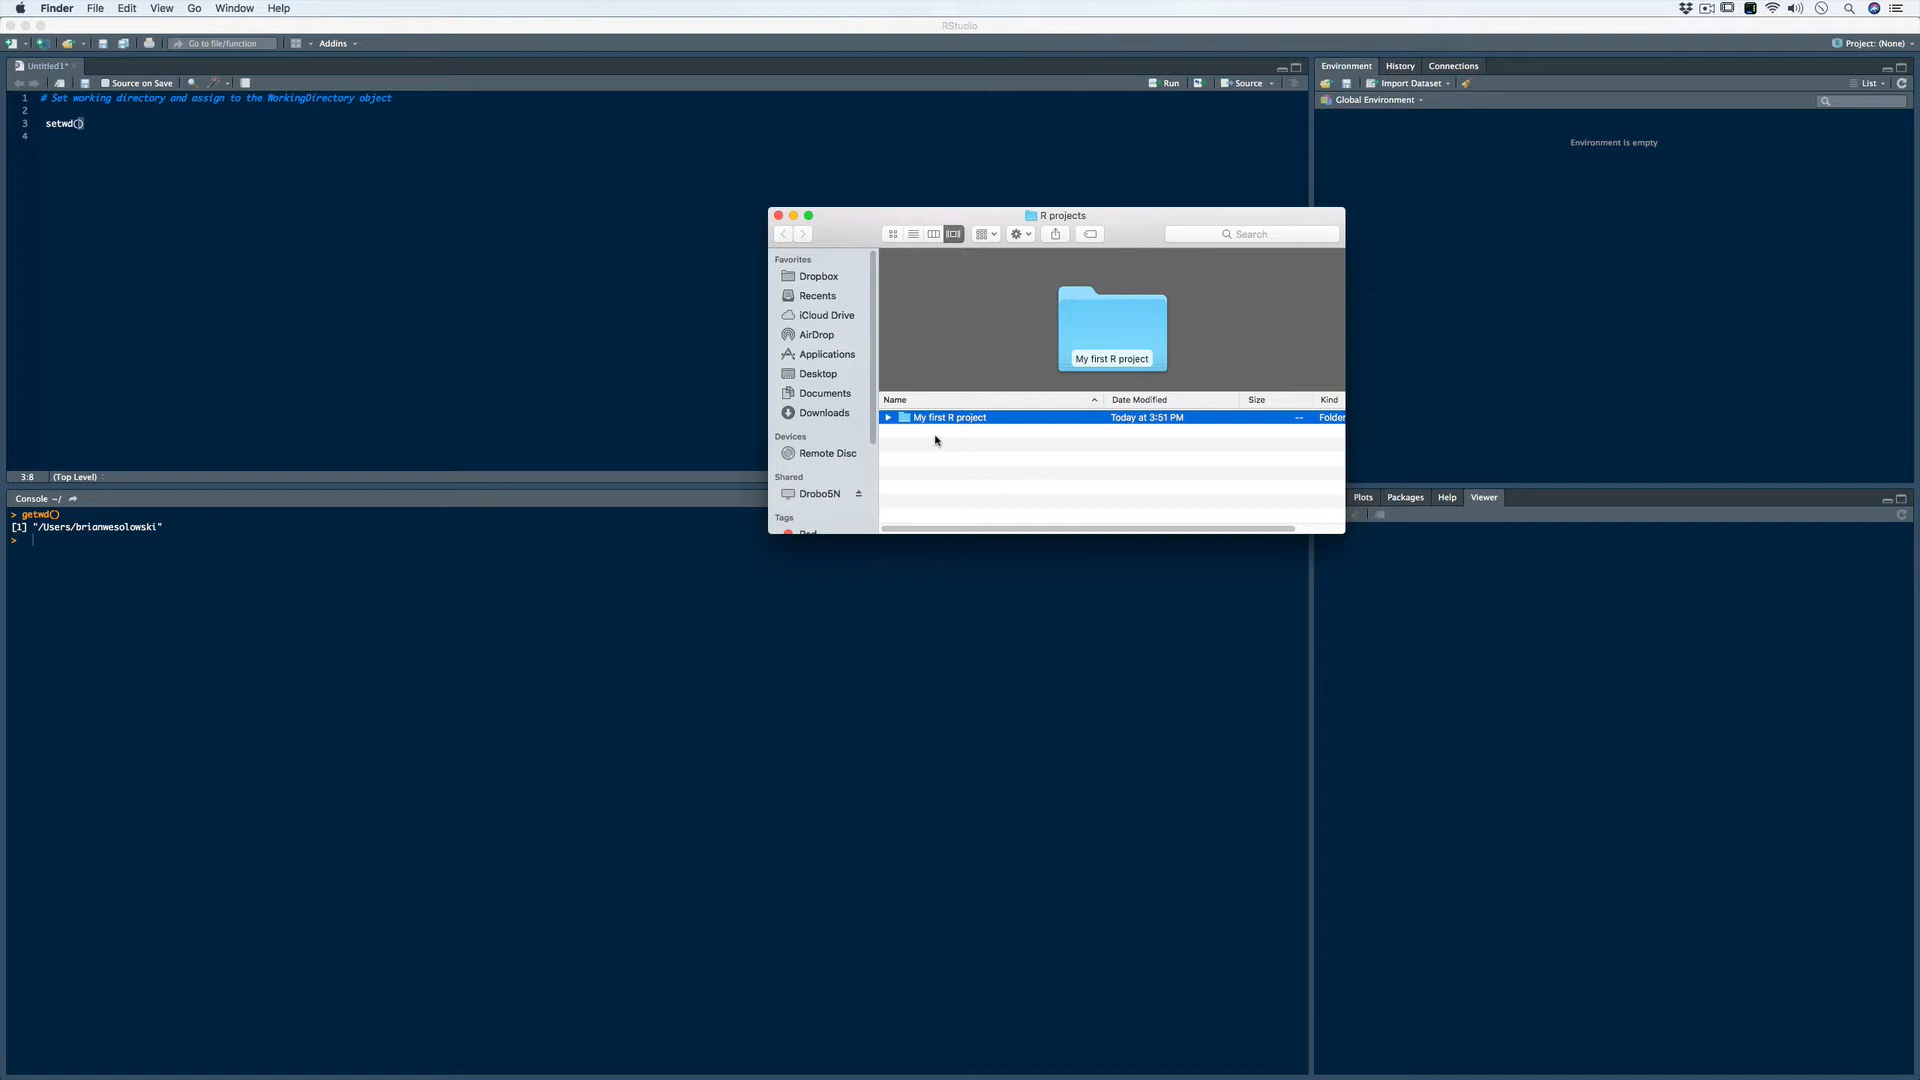 Finder File Edit View Go Window Help
RStudio
Go to file/function
Addins
Project: (None)
Untitled1*
Source on Save
Run
Source
1 # Set working directory and assign to the WorkingDirectory object
2
3 setwd()
4
3:8 (Top Level)
Console ~/
> getwd()
[1] "/Users/brianwesolowski"
>
Environment History Connections
Import Dataset
List
Global Environment
Environment is empty
Plots Packages Help Viewer
R projects
Search
Favorites
Dropbox
Recents
iCloud Drive
AirDrop
Applications
Desktop
Documents
Downloads
Devices
Remote Disc
Shared
Drobo5N
Tags
My first R project
Name Date Modified Size Kind
My first R project Today at 3:51 PM -- Folder